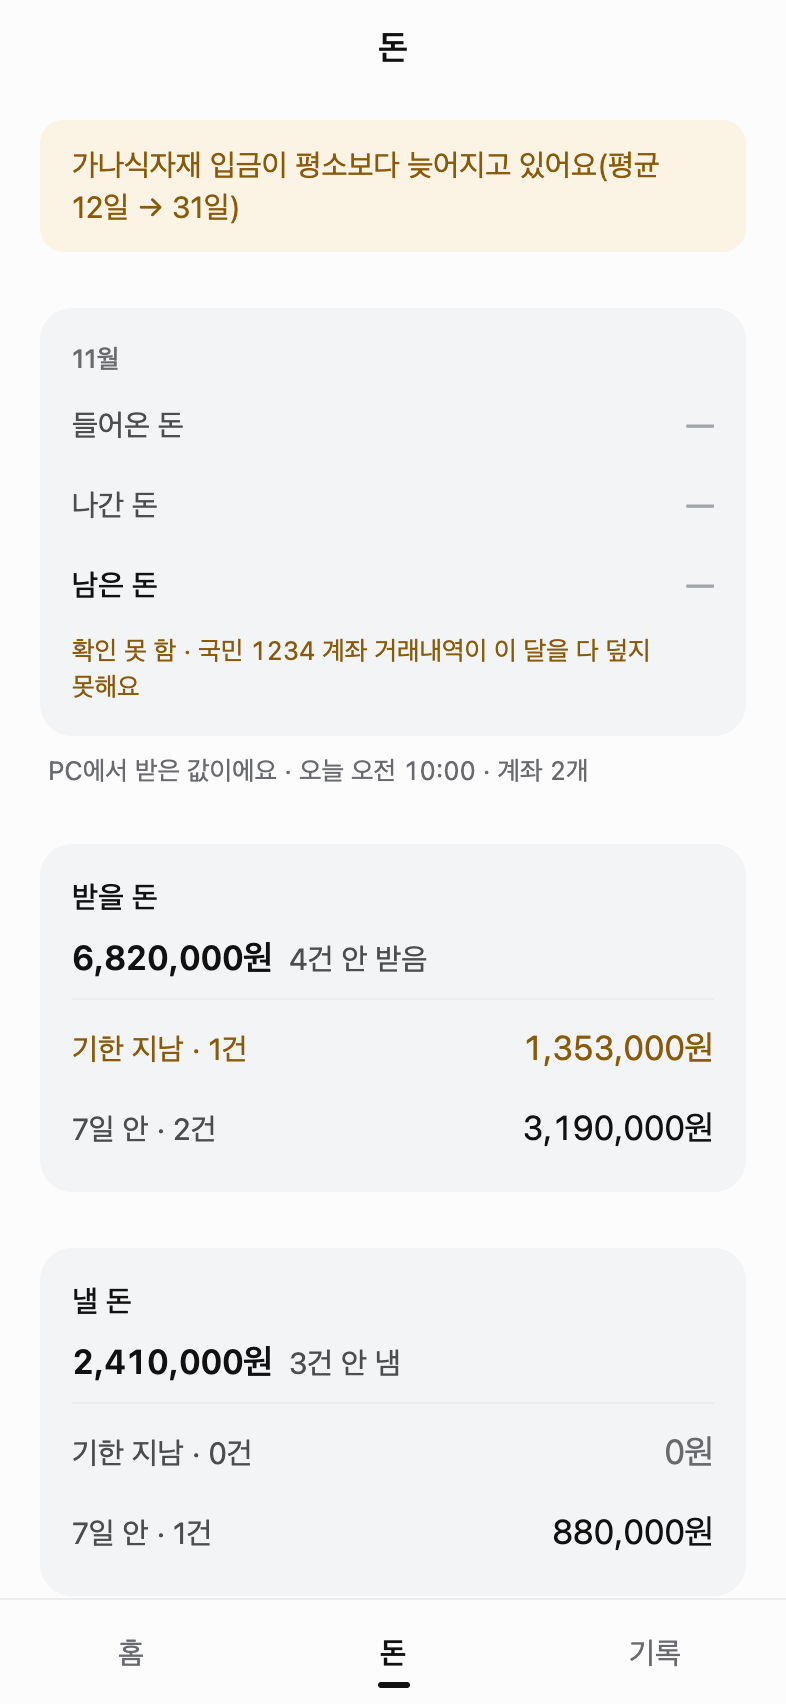 돈
가나식자재 입금이 평소보다 늦어지고 있어요(평균
12일 → 31일)
11월
들어온 돈 —
나간 돈 —
남은 돈 —
확인 못 함 · 국민 1234 계좌 거래내역이 이 달을 다 덮지
못해요
PC에서 받은 값이에요 · 오늘 오전 10:00 · 계좌 2개
받을 돈
6,820,000원 4건 안 받음
기한 지남 · 1건 1,353,000원
7일 안 · 2건 3,190,000원
낼 돈
2,410,000원 3건 안 냄
기한 지남 · 0건 0원
7일 안 · 1건 880,000원
홈 돈 기록